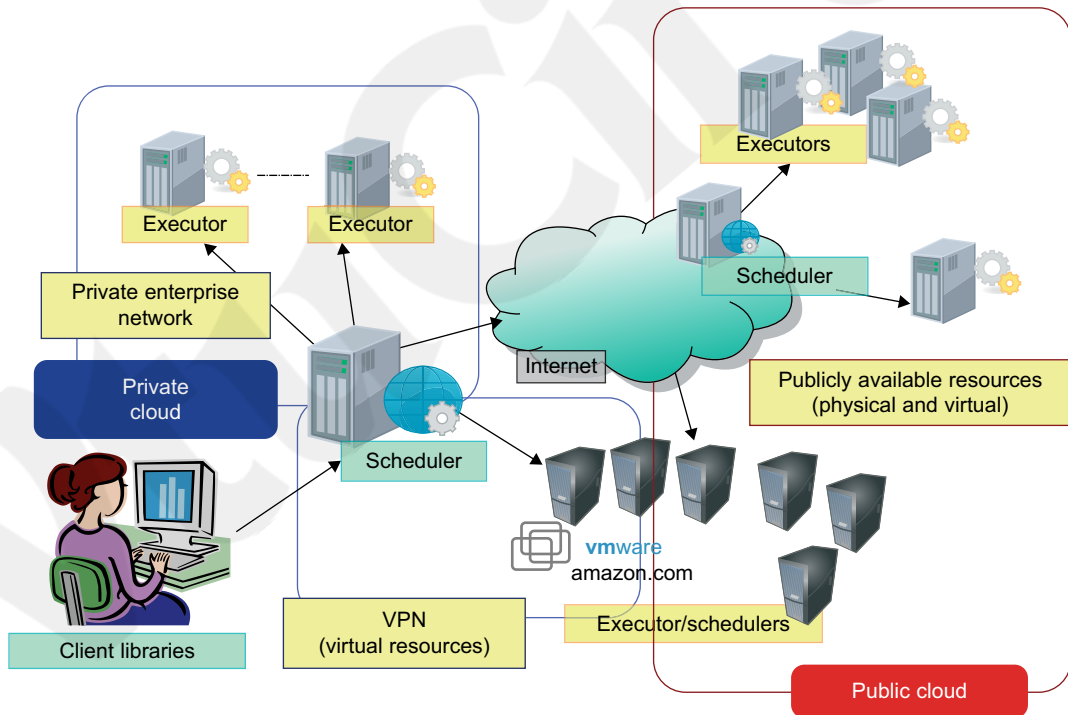 Executors
Executor
Executor
Scheduler
Private enterprise
network
Internet
Publicly available resources
(physical and virtual)
Private
cloud
Scheduler
vmware
amazon.com
VPN
(virtual resources)
Executor/schedulers
Client libraries
Public cloud